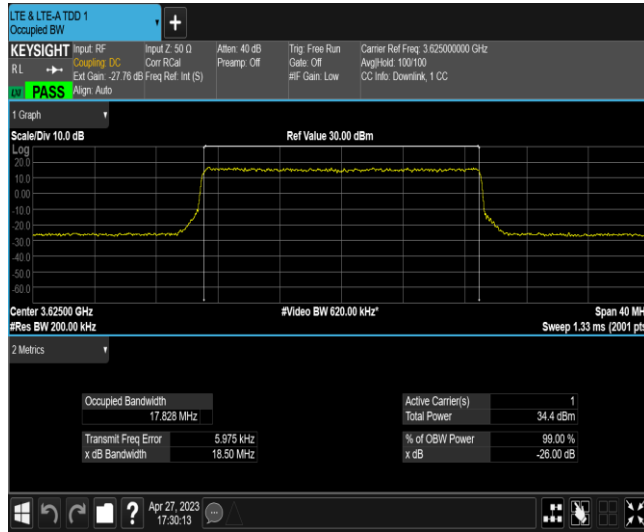 LTE & LTE-A TDD 1
Occupied BW
KEYSIGHT
RL
LXI PASS
Input: RF
Coupling: DC
Ext Gain: -27.76 dB
Align: Auto
Input Z: 50 Ω
Corr RCal
Freq Ref: Int (S)
Atten: 40 dB
Preamp: Off
Trig: Free Run
Gate: Off
#IF Gain: Low
Carrier Ref Freq: 3.625000000 GHz
Avg|Hold: 100/100
CC Info: Downlink, 1 CC
1 Graph
Scale/Div 10.0 dB
Ref Value 30.00 dBm
Log
20.0
10.0
0.00
-10.0
-20.0
-30.0
-40.0
-50.0
-60.0
Center 3.62500 GHz
#Video BW 620.00 kHz*
Span 40 MH
#Res BW 200.00 kHz
Sweep 1.33 ms (2001 pts
2 Metrics
Occupied Bandwidth
17.828 MHz
Transmit Freq Error 5.975 kHz
x dB Bandwidth 18.50 MHz
Active Carrier(s) 1
Total Power 34.4 dBm
% of OBW Power 99.00 %
x dB -26.00 dB
?
Apr 27, 2023
17:30:13